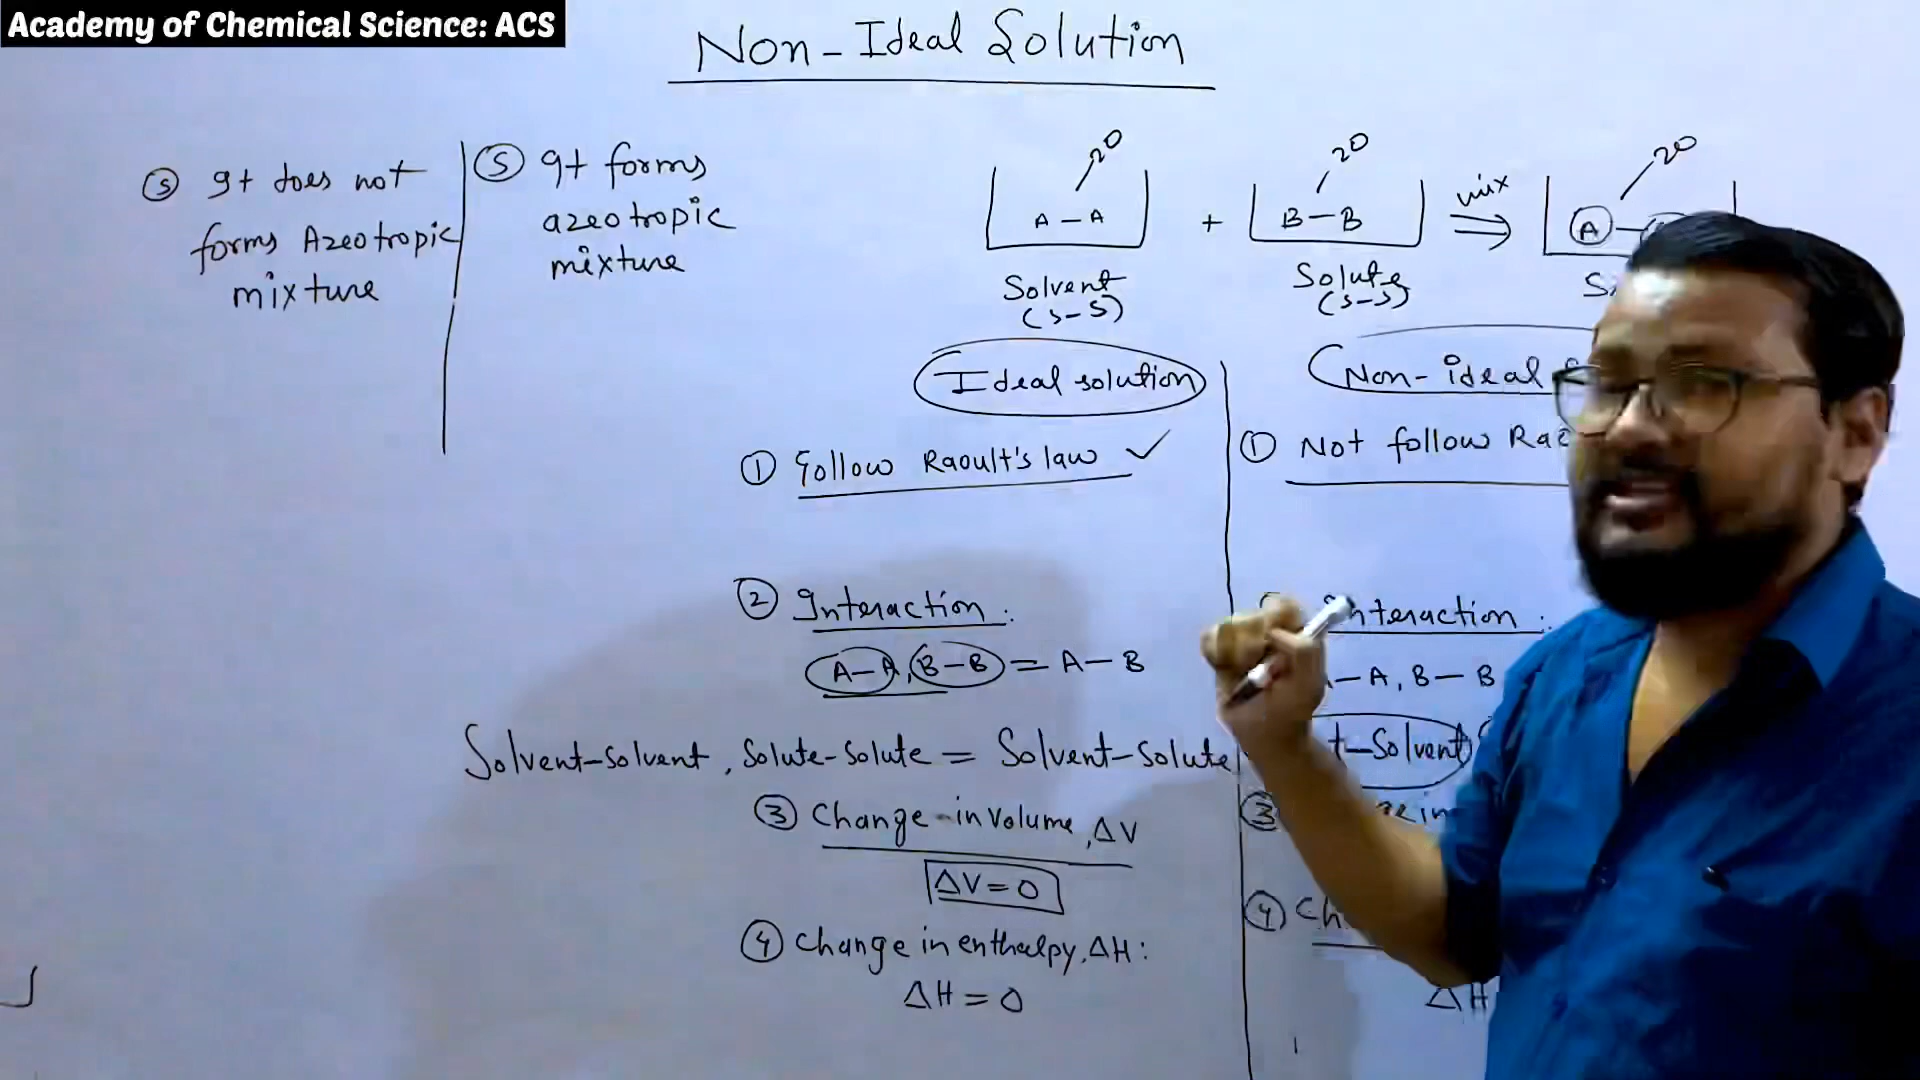 Academy of Chemical Science: ACS
Non-Ideal Solution
⑤ It does not
forms Azeotropic
mixture
⑤ It forms
azeotropic
mixture
20
A-A
Solvent
(S-S)
+
20
B-B
Solute
(S-S)
mix
⇒
20
A-
Ideal solution
① Follow Raoult's law ✓
② Interaction:
A-A, B-B = A-B
Solvent-solvent, Solute-solute = Solvent-solute
③ Change in volume, ΔV
ΔV=0
④ Change in enthalpy, ΔH:
ΔH=0
Non-ideal
① Not follow
Interaction:
-A, B-B
t-Solvent
③
④ Ch
ΔH